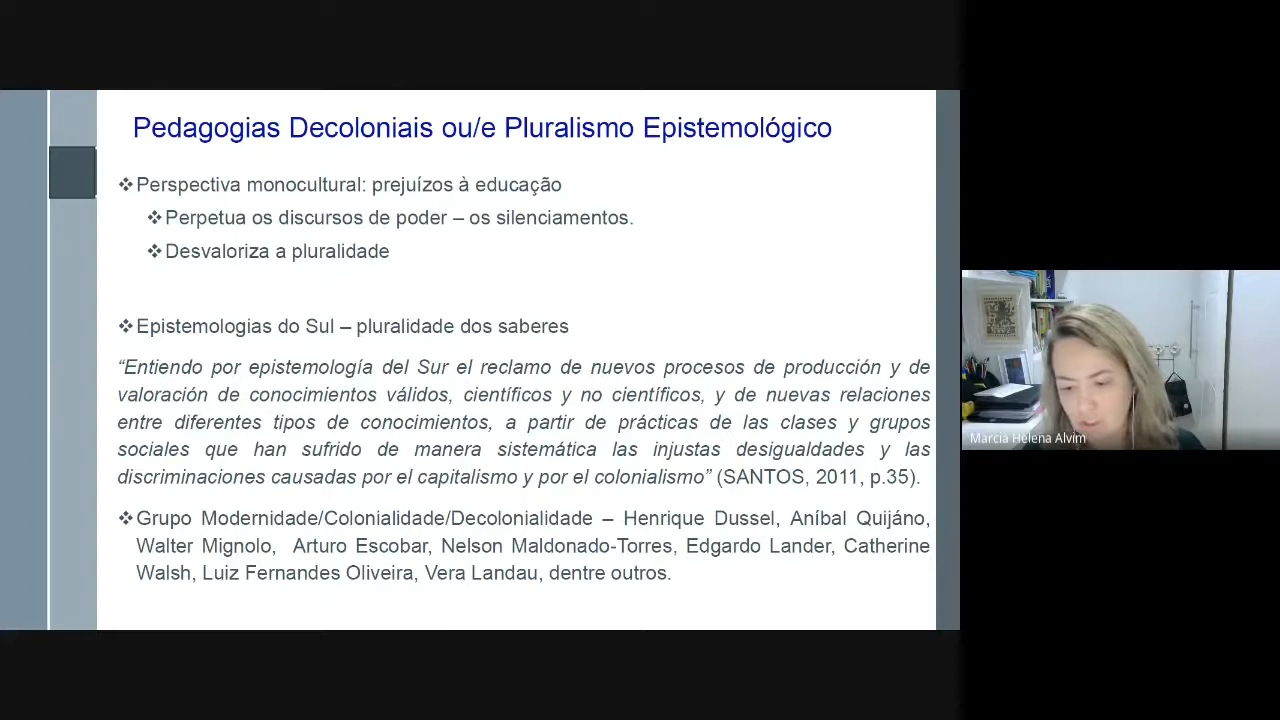 Pedagogias Decoloniais ou/e Pluralismo Epistemológico
❖Perspectiva monocultural: prejuízos à educação
❖Perpetua os discursos de poder – os silenciamentos.
❖Desvaloriza a pluralidade
❖Epistemologias do Sul – pluralidade dos saberes
“Entiendo por epistemología del Sur el reclamo de nuevos procesos de producción y de
valoración de conocimientos válidos, científicos y no científicos, y de nuevas relaciones
entre diferentes tipos de conocimientos, a partir de prácticas de las clases y grupos
sociales que han sufrido de manera sistemática las injustas desigualdades y las
discriminaciones causadas por el capitalismo y por el colonialismo” (SANTOS, 2011, p.35).
❖Grupo Modernidade/Colonialidade/Decolonialidade – Henrique Dussel, Aníbal Quijáno,
Walter Mignolo, Arturo Escobar, Nelson Maldonado-Torres, Edgardo Lander, Catherine
Walsh, Luiz Fernandes Oliveira, Vera Landau, dentre outros.
Marcia Helena Alvim